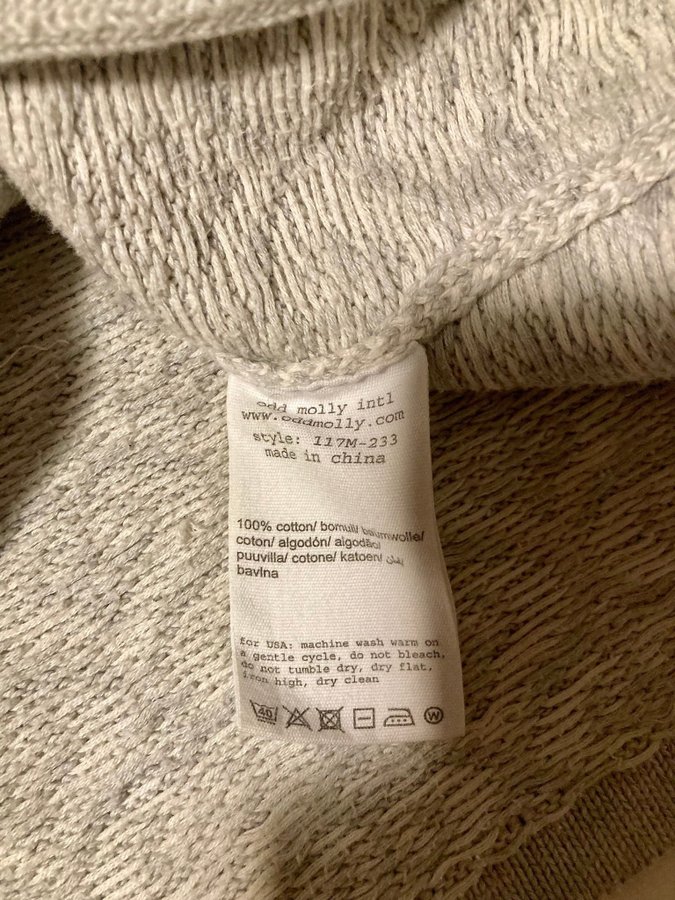 odd molly intl
www.oddmolly.com
style: 117M-233
made in china
100% cotton/ bomull/ baumwolle/
coton/ algodón/ algodão/
puuvilla/ cotone/ katoen/
bavlna
for USA: machine wash warm on
a gentle cycle, do not bleach,
do not tumble dry, dry flat,
iron high, dry clean
40 W